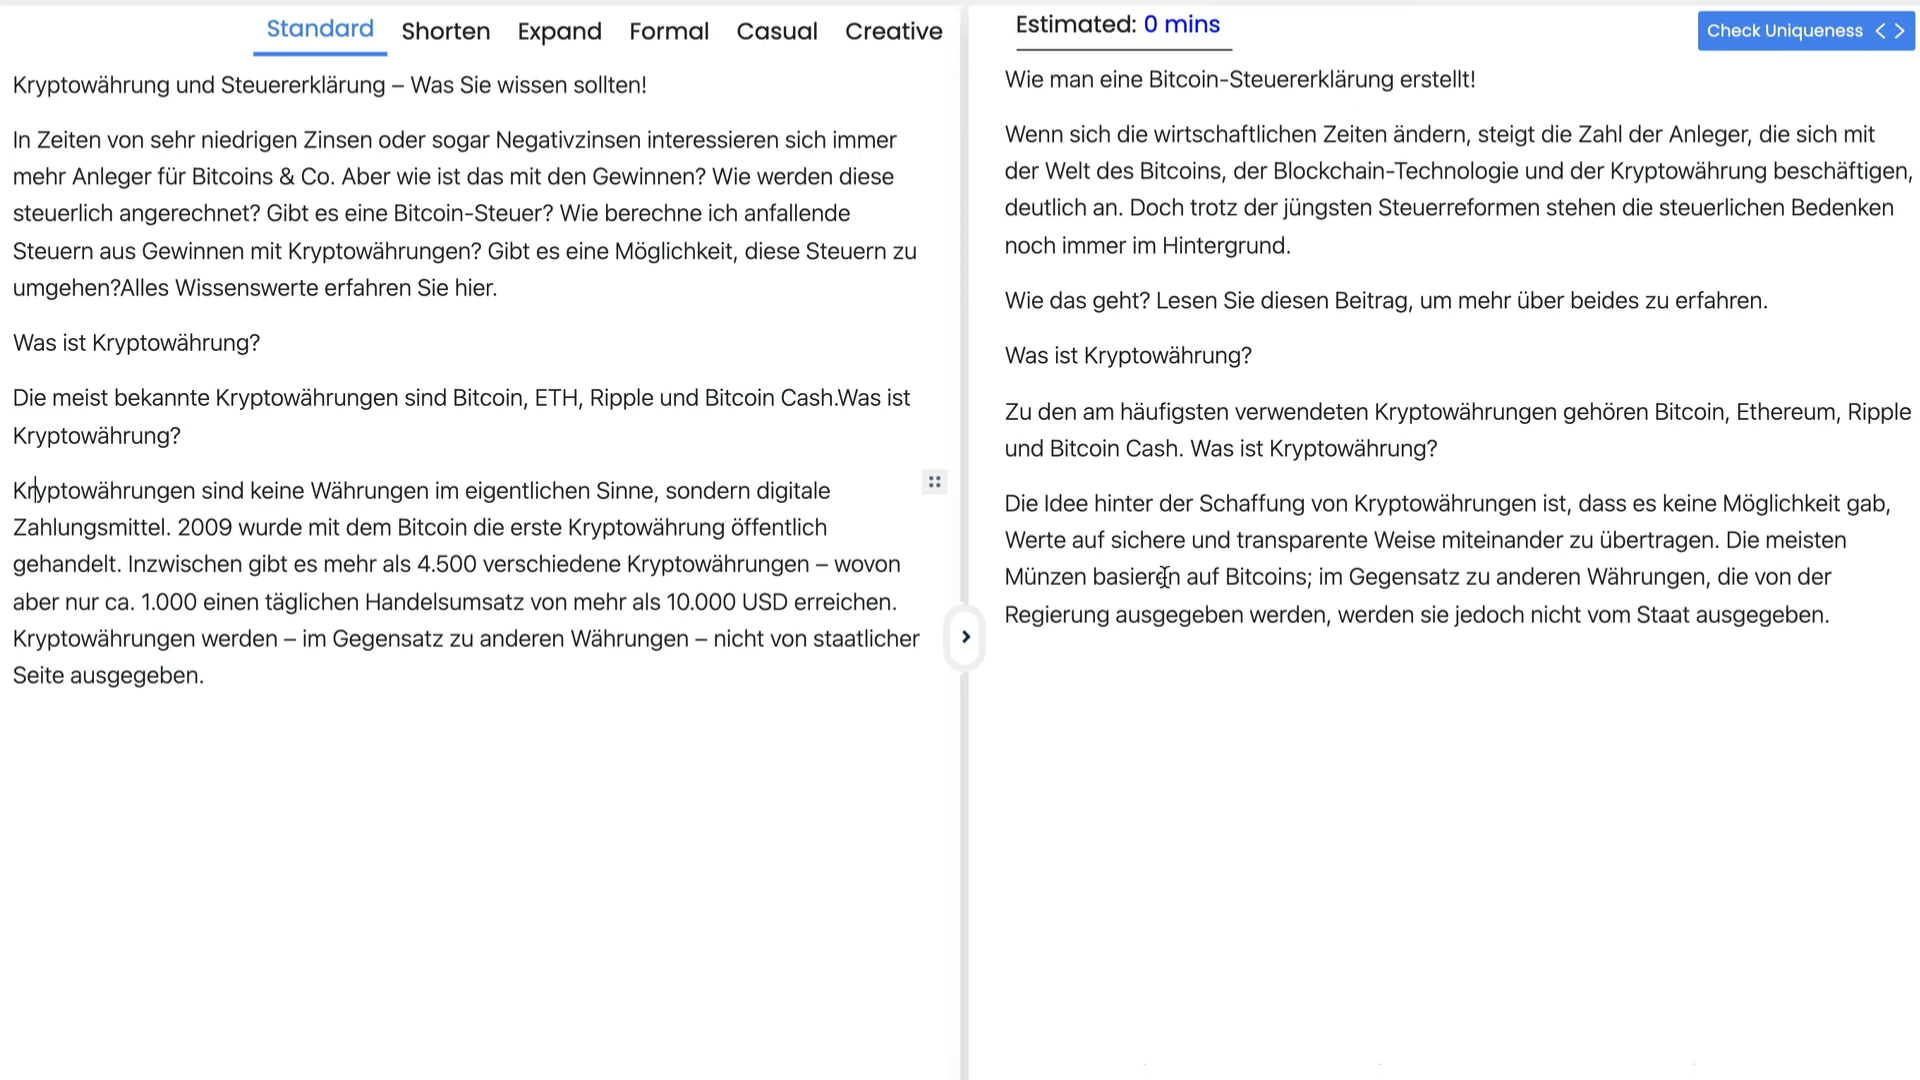 Standard Shorten Expand Formal Casual Creative
Kryptowährung und Steuererklärung – Was Sie wissen sollten!
In Zeiten von sehr niedrigen Zinsen oder sogar Negativzinsen interessieren sich immer
mehr Anleger für Bitcoins & Co. Aber wie ist das mit den Gewinnen? Wie werden diese
steuerlich angerechnet? Gibt es eine Bitcoin-Steuer? Wie berechne ich anfallende
Steuern aus Gewinnen mit Kryptowährungen? Gibt es eine Möglichkeit, diese Steuern zu
umgehen?Alles Wissenswerte erfahren Sie hier.
Was ist Kryptowährung?
Die meist bekannte Kryptowährungen sind Bitcoin, ETH, Ripple und Bitcoin Cash.Was ist
Kryptowährung?
Kryptowährungen sind keine Währungen im eigentlichen Sinne, sondern digitale
Zahlungsmittel. 2009 wurde mit dem Bitcoin die erste Kryptowährung öffentlich
gehandelt. Inzwischen gibt es mehr als 4.500 verschiedene Kryptowährungen – wovon
aber nur ca. 1.000 einen täglichen Handelsumsatz von mehr als 10.000 USD erreichen.
Kryptowährungen werden – im Gegensatz zu anderen Währungen – nicht von staatlicher
Seite ausgegeben.
Estimated: 0 mins
Check Uniqueness < >
Wie man eine Bitcoin-Steuererklärung erstellt!
Wenn sich die wirtschaftlichen Zeiten ändern, steigt die Zahl der Anleger, die sich mit
der Welt des Bitcoins, der Blockchain-Technologie und der Kryptowährung beschäftigen,
deutlich an. Doch trotz der jüngsten Steuerreformen stehen die steuerlichen Bedenken
noch immer im Hintergrund.
Wie das geht? Lesen Sie diesen Beitrag, um mehr über beides zu erfahren.
Was ist Kryptowährung?
Zu den am häufigsten verwendeten Kryptowährungen gehören Bitcoin, Ethereum, Ripple
und Bitcoin Cash. Was ist Kryptowährung?
Die Idee hinter der Schaffung von Kryptowährungen ist, dass es keine Möglichkeit gab,
Werte auf sichere und transparente Weise miteinander zu übertragen. Die meisten
Münzen basieren auf Bitcoins; im Gegensatz zu anderen Währungen, die von der
Regierung ausgegeben werden, werden sie jedoch nicht vom Staat ausgegeben.